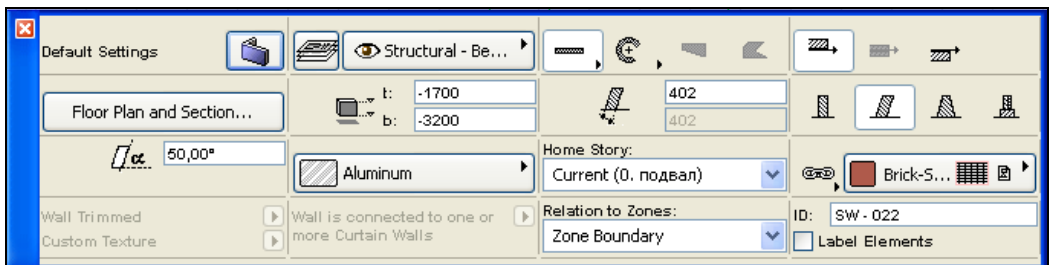 Default Settings
Structural - Be...
Floor Plan and Section...
t: -1700
b: -3200
402
402
α 50,00°
Aluminum
Home Story:
Current (0. подвал)
Brick-S...
Wall Trimmed
Custom Texture
Wall is connected to one or
more Curtain Walls
Relation to Zones:
Zone Boundary
ID: SW - 022
Label Elements